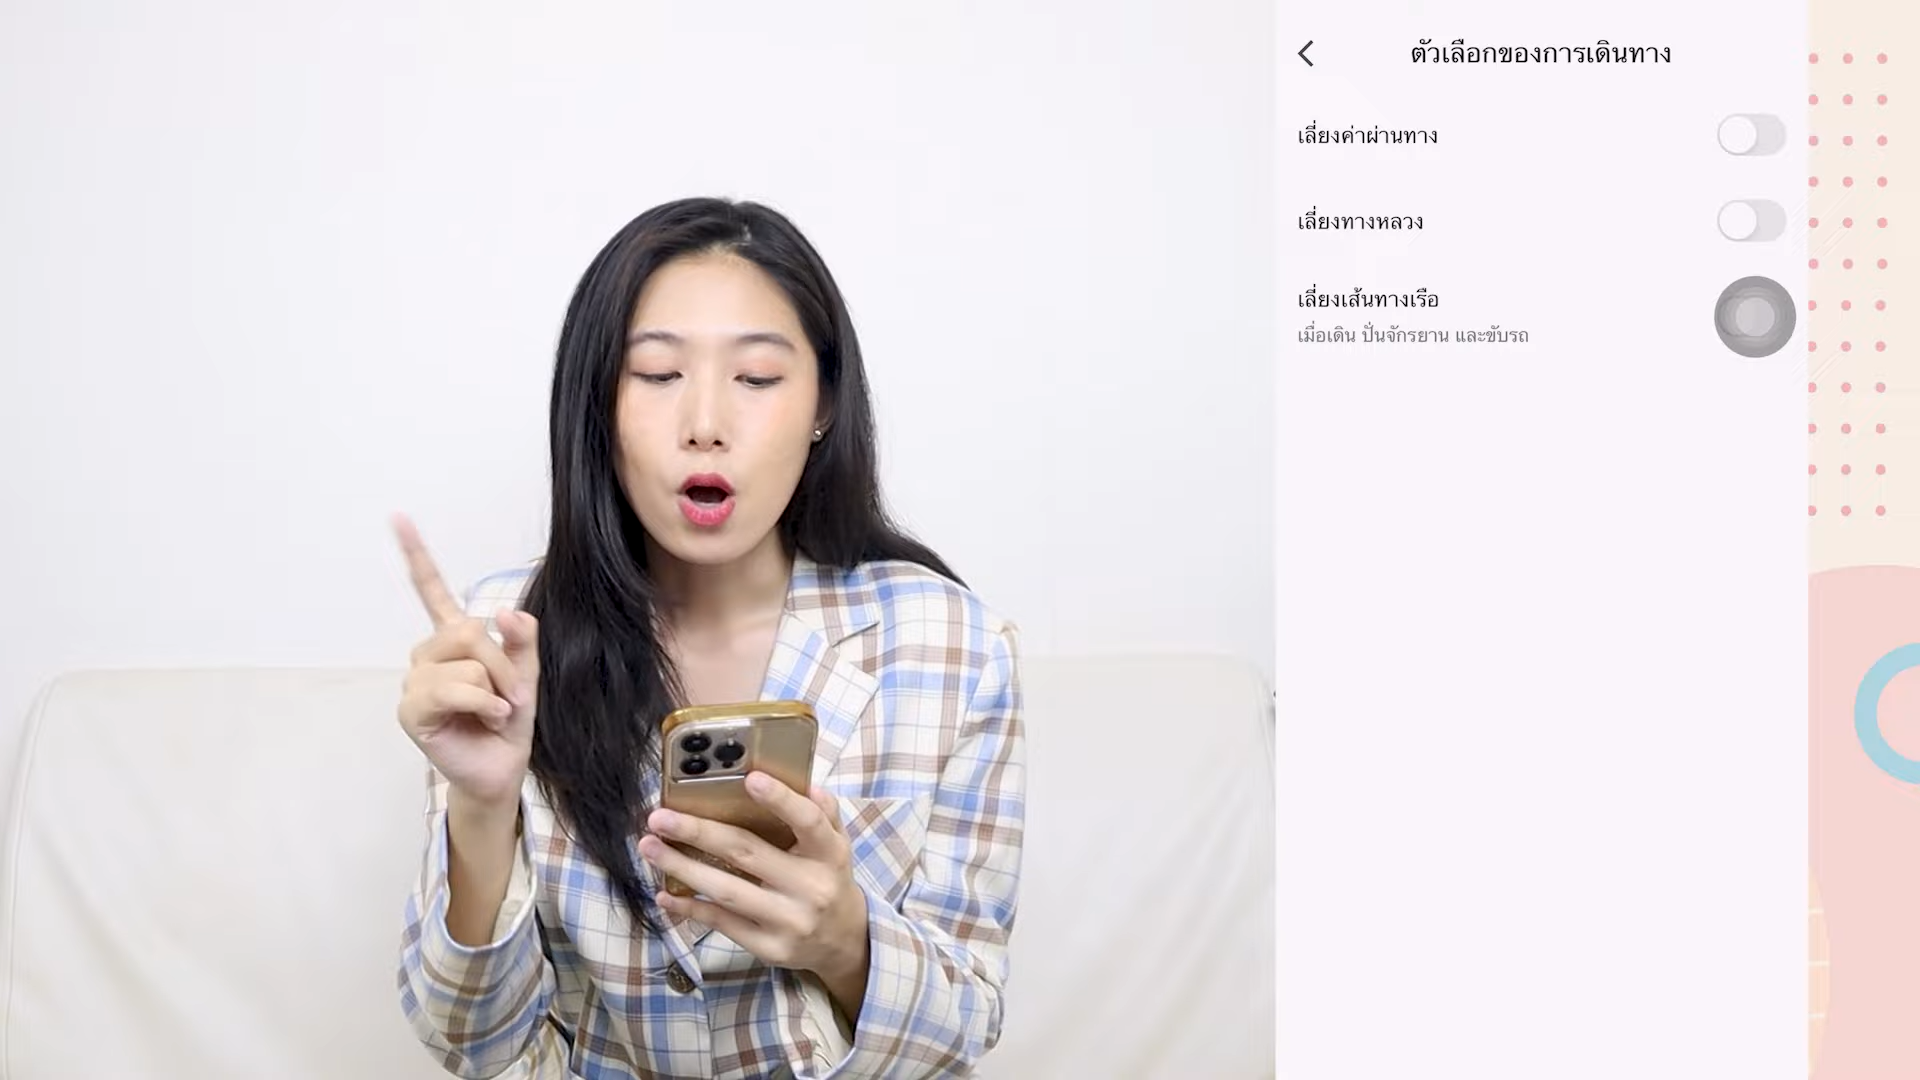 ตัวเลือกของการเดินทาง
เลี่ยงค่าผ่านทาง
เลี่ยงทางหลวง
เลี่ยงเส้นทางเรือ
เมื่อเดิน ปั่นจักรยาน และขับรถ